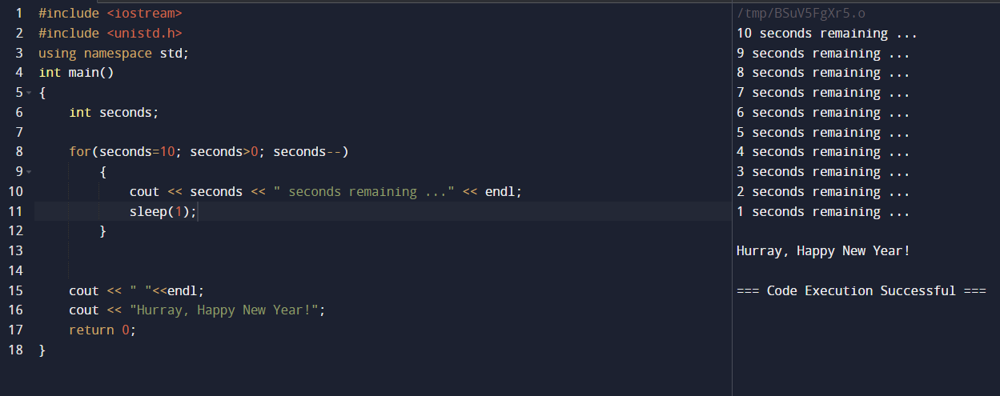 1 #include <iostream>
2 #include <unistd.h>
3 using namespace std;
4 int main()
5 {
6     int seconds;
7
8     for(seconds=10; seconds>0; seconds--)
9         {
10             cout << seconds << " seconds remaining ..." << endl;
11             sleep(1);
12         }
13
14
15     cout << " "<<endl;
16     cout << "Hurray, Happy New Year!";
17     return 0;
18 }
/tmp/BSuV5FgXr5.o
10 seconds remaining ...
9 seconds remaining ...
8 seconds remaining ...
7 seconds remaining ...
6 seconds remaining ...
5 seconds remaining ...
4 seconds remaining ...
3 seconds remaining ...
2 seconds remaining ...
1 seconds remaining ...
Hurray, Happy New Year!
=== Code Execution Successful ===